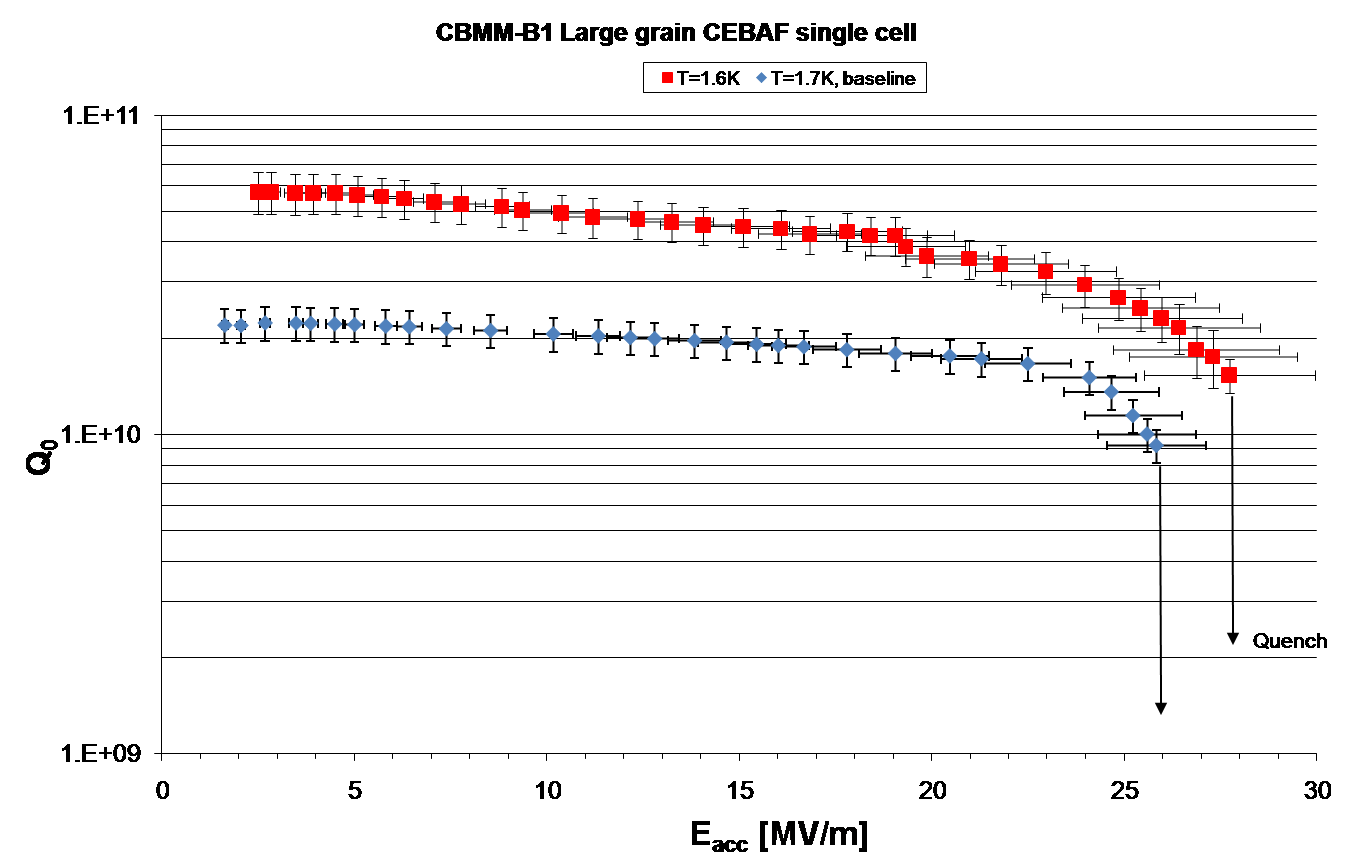 CBMM-B1 Large grain CEBAF single cell
T=1.6K T=1.7K, baseline
1.E+11
1.E+10
1.E+09
Q0
Quench
0 5 10 15 20 25 30
Eacc [MV/m]